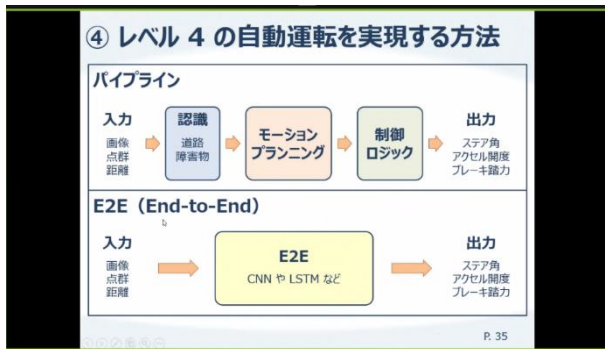 ④ レベル 4 の自動運転を実現する方法
パイプライン
入力
画像
点群
距離
認識
道路
障害物
モーション
プランニング
制御
ロジック
出力
ステア角
アクセル開度
ブレーキ踏力
E2E（End-to-End）
入力
画像
点群
距離
E2E
CNN や LSTM など
出力
ステア角
アクセル開度
ブレーキ踏力
P. 35